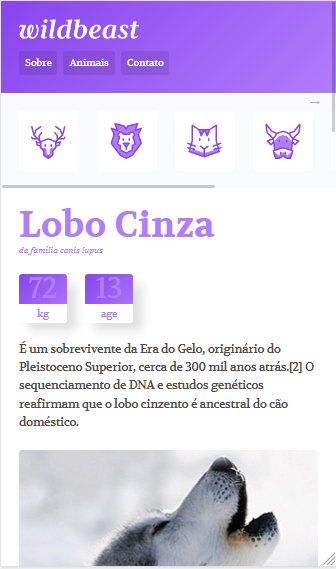 wildbeast
Sobre Animais Contato
→
Lobo Cinza
da família canis lupus
72 13
kg age
É um sobrevivente da Era do Gelo, originário do
Pleistoceno Superior, cerca de 300 mil anos atrás.[2] O
sequenciamento de DNA e estudos genéticos
reafirmam que o lobo cinzento é ancestral do cão
doméstico.